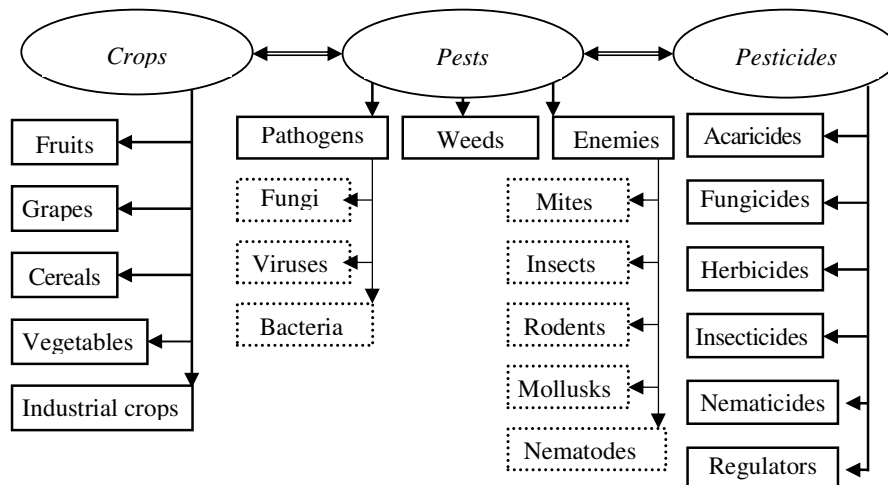 Crops
Pests
Pesticides
Fruits
Grapes
Cereals
Vegetables
Industrial crops
Pathogens
Weeds
Enemies
Fungi
Viruses
Bacteria
Mites
Insects
Rodents
Mollusks
Nematodes
Acaricides
Fungicides
Herbicides
Insecticides
Nematicides
Regulators